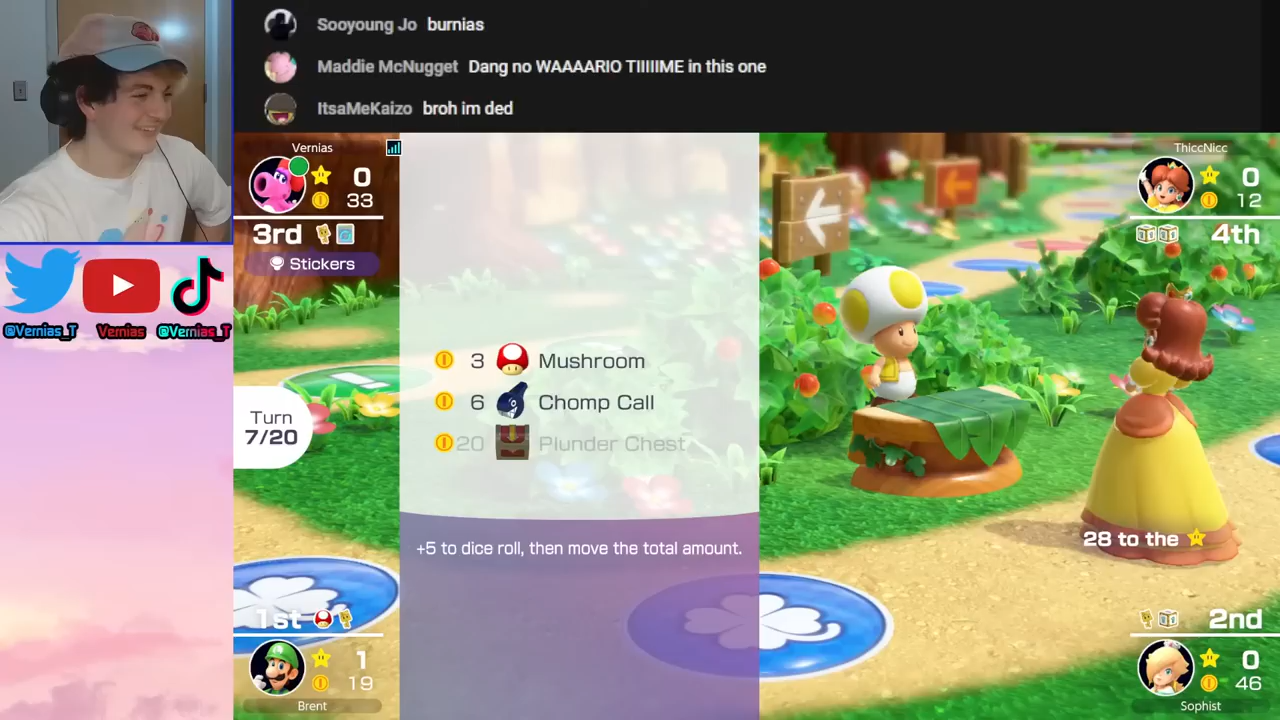 Sooyoung Jo burnias
Maddie McNugget Dang no WAAAARIO TIIIIIME in this one
ItsaMeKaizo broh im ded
Vernias
0
33
3rd
Stickers
ThiccNicc
0
12
4th
@Vernias_T Vernias @Vernias_T
3 Mushroom
6 Chomp Call
20 Plunder Chest
Turn
7/20
+5 to dice roll, then move the total amount.
28 to the
1st
1
19
Brent
2nd
0
46
Sophist